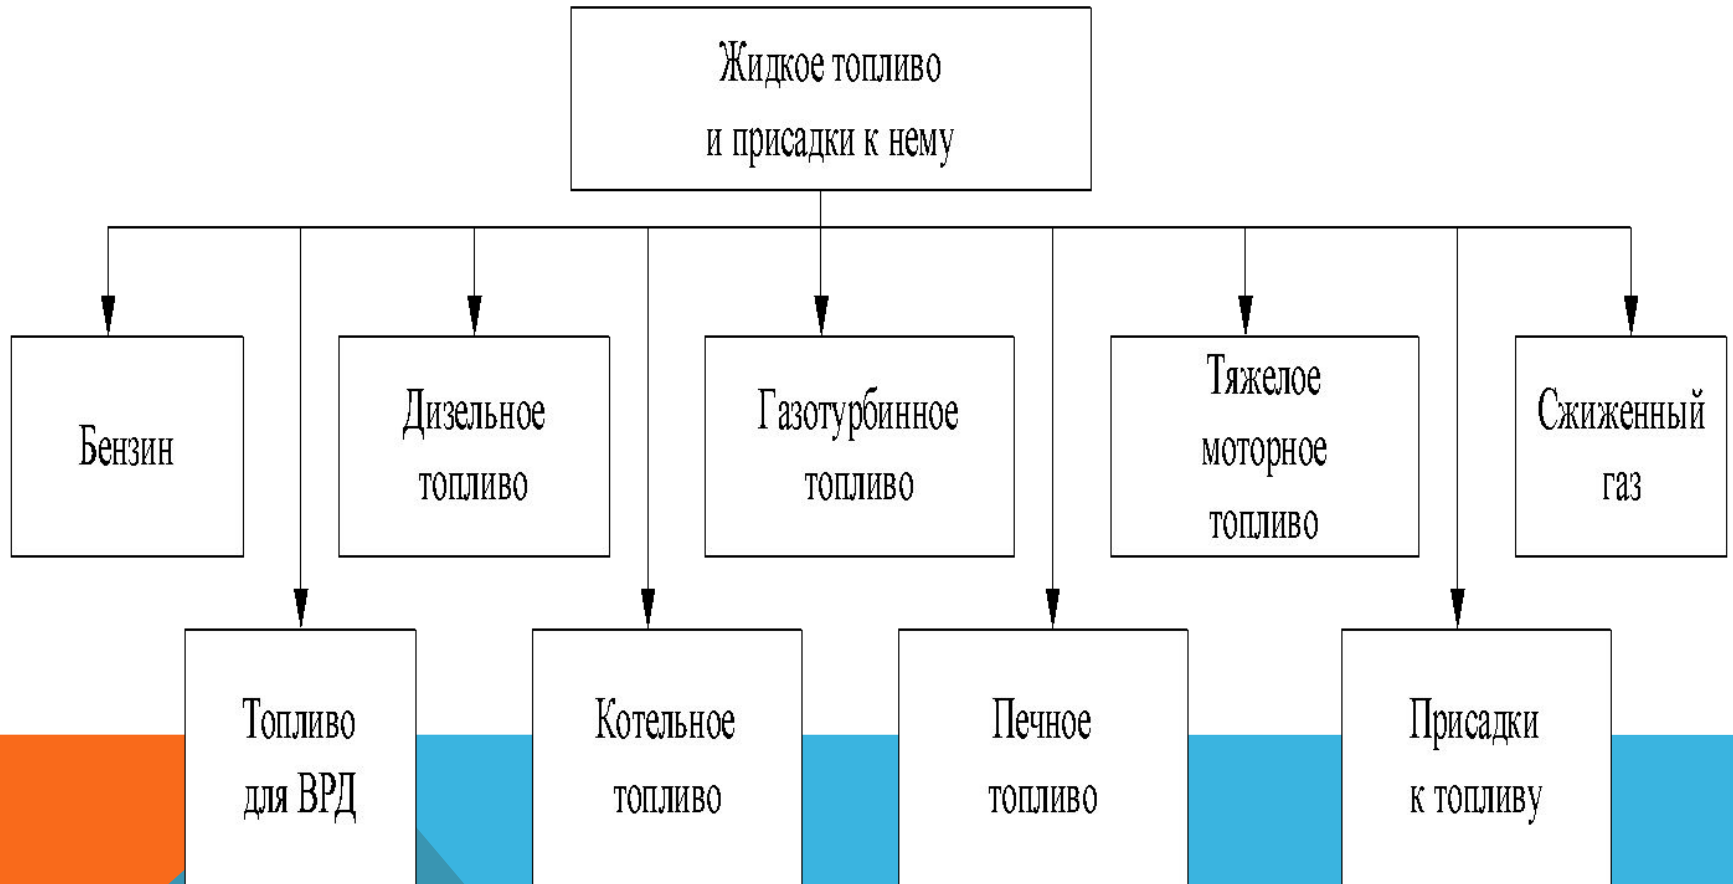 Жидкое топливо
и присадки к нему
Бензин
Дизельное
топливо
Газотурбинное
топливо
Тяжелое
моторное
топливо
Сжиженный
газ
Топливо
для ВРД
Котельное
топливо
Печное
топливо
Присадки
к топливу